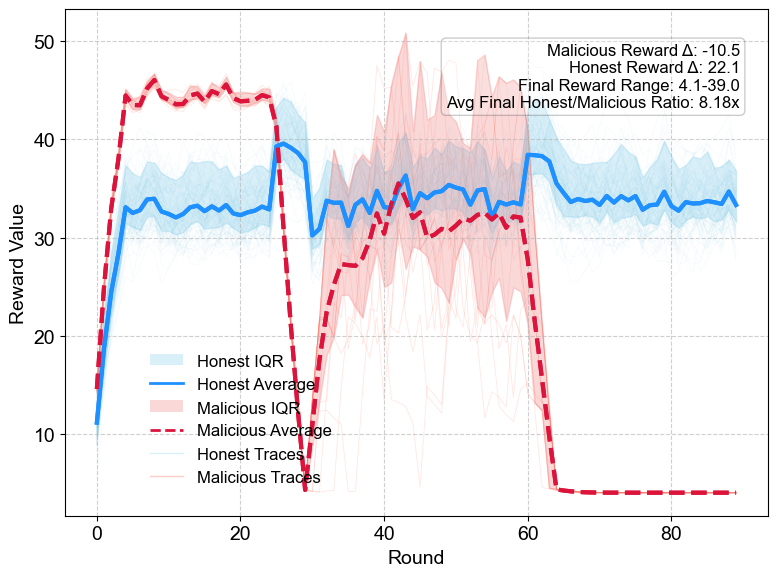 50
40
30
20
10
Reward Value
Malicious Reward Δ: -10.5
Honest Reward Δ: 22.1
Final Reward Range: 4.1-39.0
Avg Final Honest/Malicious Ratio: 8.18x
Honest IQR
Honest Average
Malicious IQR
Malicious Average
Honest Traces
Malicious Traces
0 20 40 60 80
Round